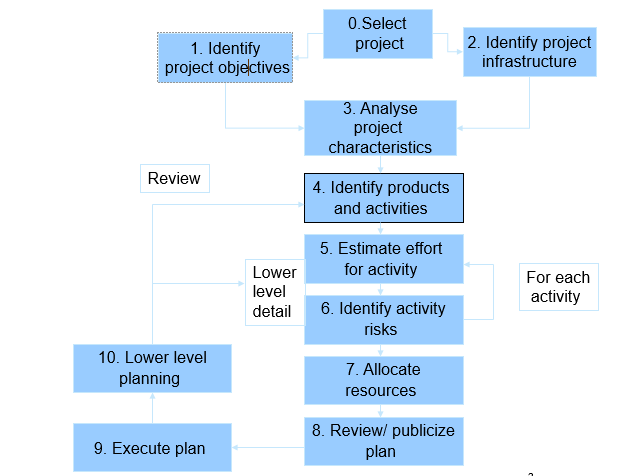 0.Select
project
1. Identify
project objectives
2. Identify project
infrastructure
3. Analyse
project
characteristics
Review
4. Identify products
and activities
5. Estimate effort
for activity
Lower
level
detail
For each
activity
6. Identify activity
risks
10. Lower level
planning
7. Allocate
resources
8. Review/ publicize
plan
9. Execute plan